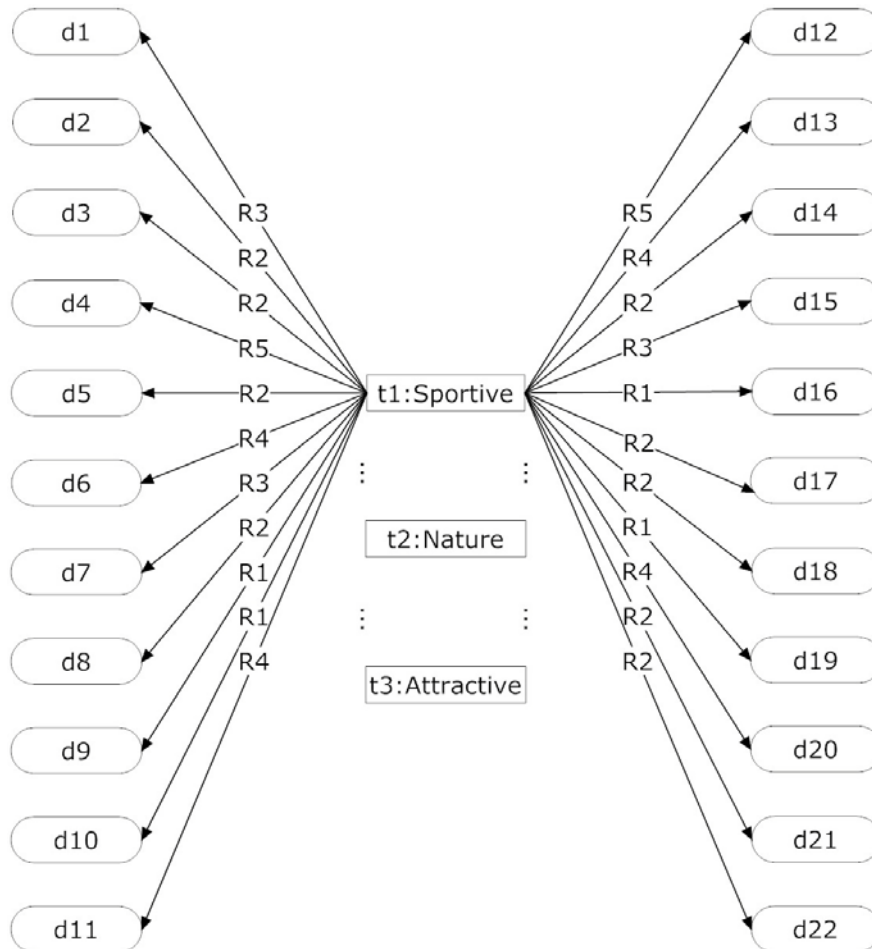 d1
d2
d3
d4
d5
d6
d7
d8
d9
d10
d11
R3
R2
R2
R5
R2
R4
R3
R2
R1
R1
R4
t1:Sportive
⋮ ⋮
t2:Nature
⋮ ⋮
t3:Attractive
R5
R4
R2
R3
R1
R2
R2
R1
R4
R2
R2
d12
d13
d14
d15
d16
d17
d18
d19
d20
d21
d22